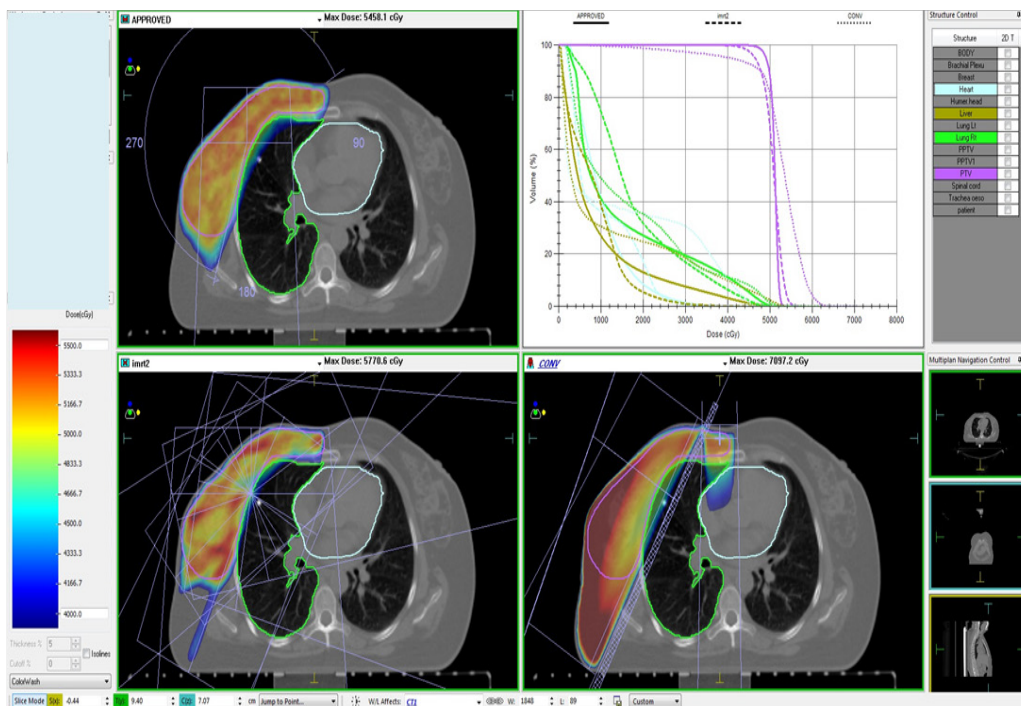 APPROVED
Max Dose: 5458.1 cGy
270
90
180
APPROVED imrt2 CONV
100
80
60
40
20
0
Volume (%)
0 1000 2000 3000 4000 5000 6000 7000 8000
Dose (cGy)
Structure Control
Structure 2D T
BODY
Brachial Plexu
Breast
Heart
Humer head
Liver
Lung Lt
Lung Rt
PPTV
PPTV1
PTV
Spinal cord
Trachea oeso
patient
Dose(cGy)
5500.0
5333.3
5166.7
5000.0
4833.3
4666.7
4500.0
4333.3
4166.7
4000.0
Thickness % 5
Isolines
Cutoff % 0
ColorWash
imrt2
Max Dose: 5770.6 cGy
CONV
Max Dose: 7097.2 cGy
Multiplan Navigation Control
Slice Mode -0.44 9.40 7.07 cm Jump to Point... W/L Affects: CT1 W: 1848 L: 89 Custom